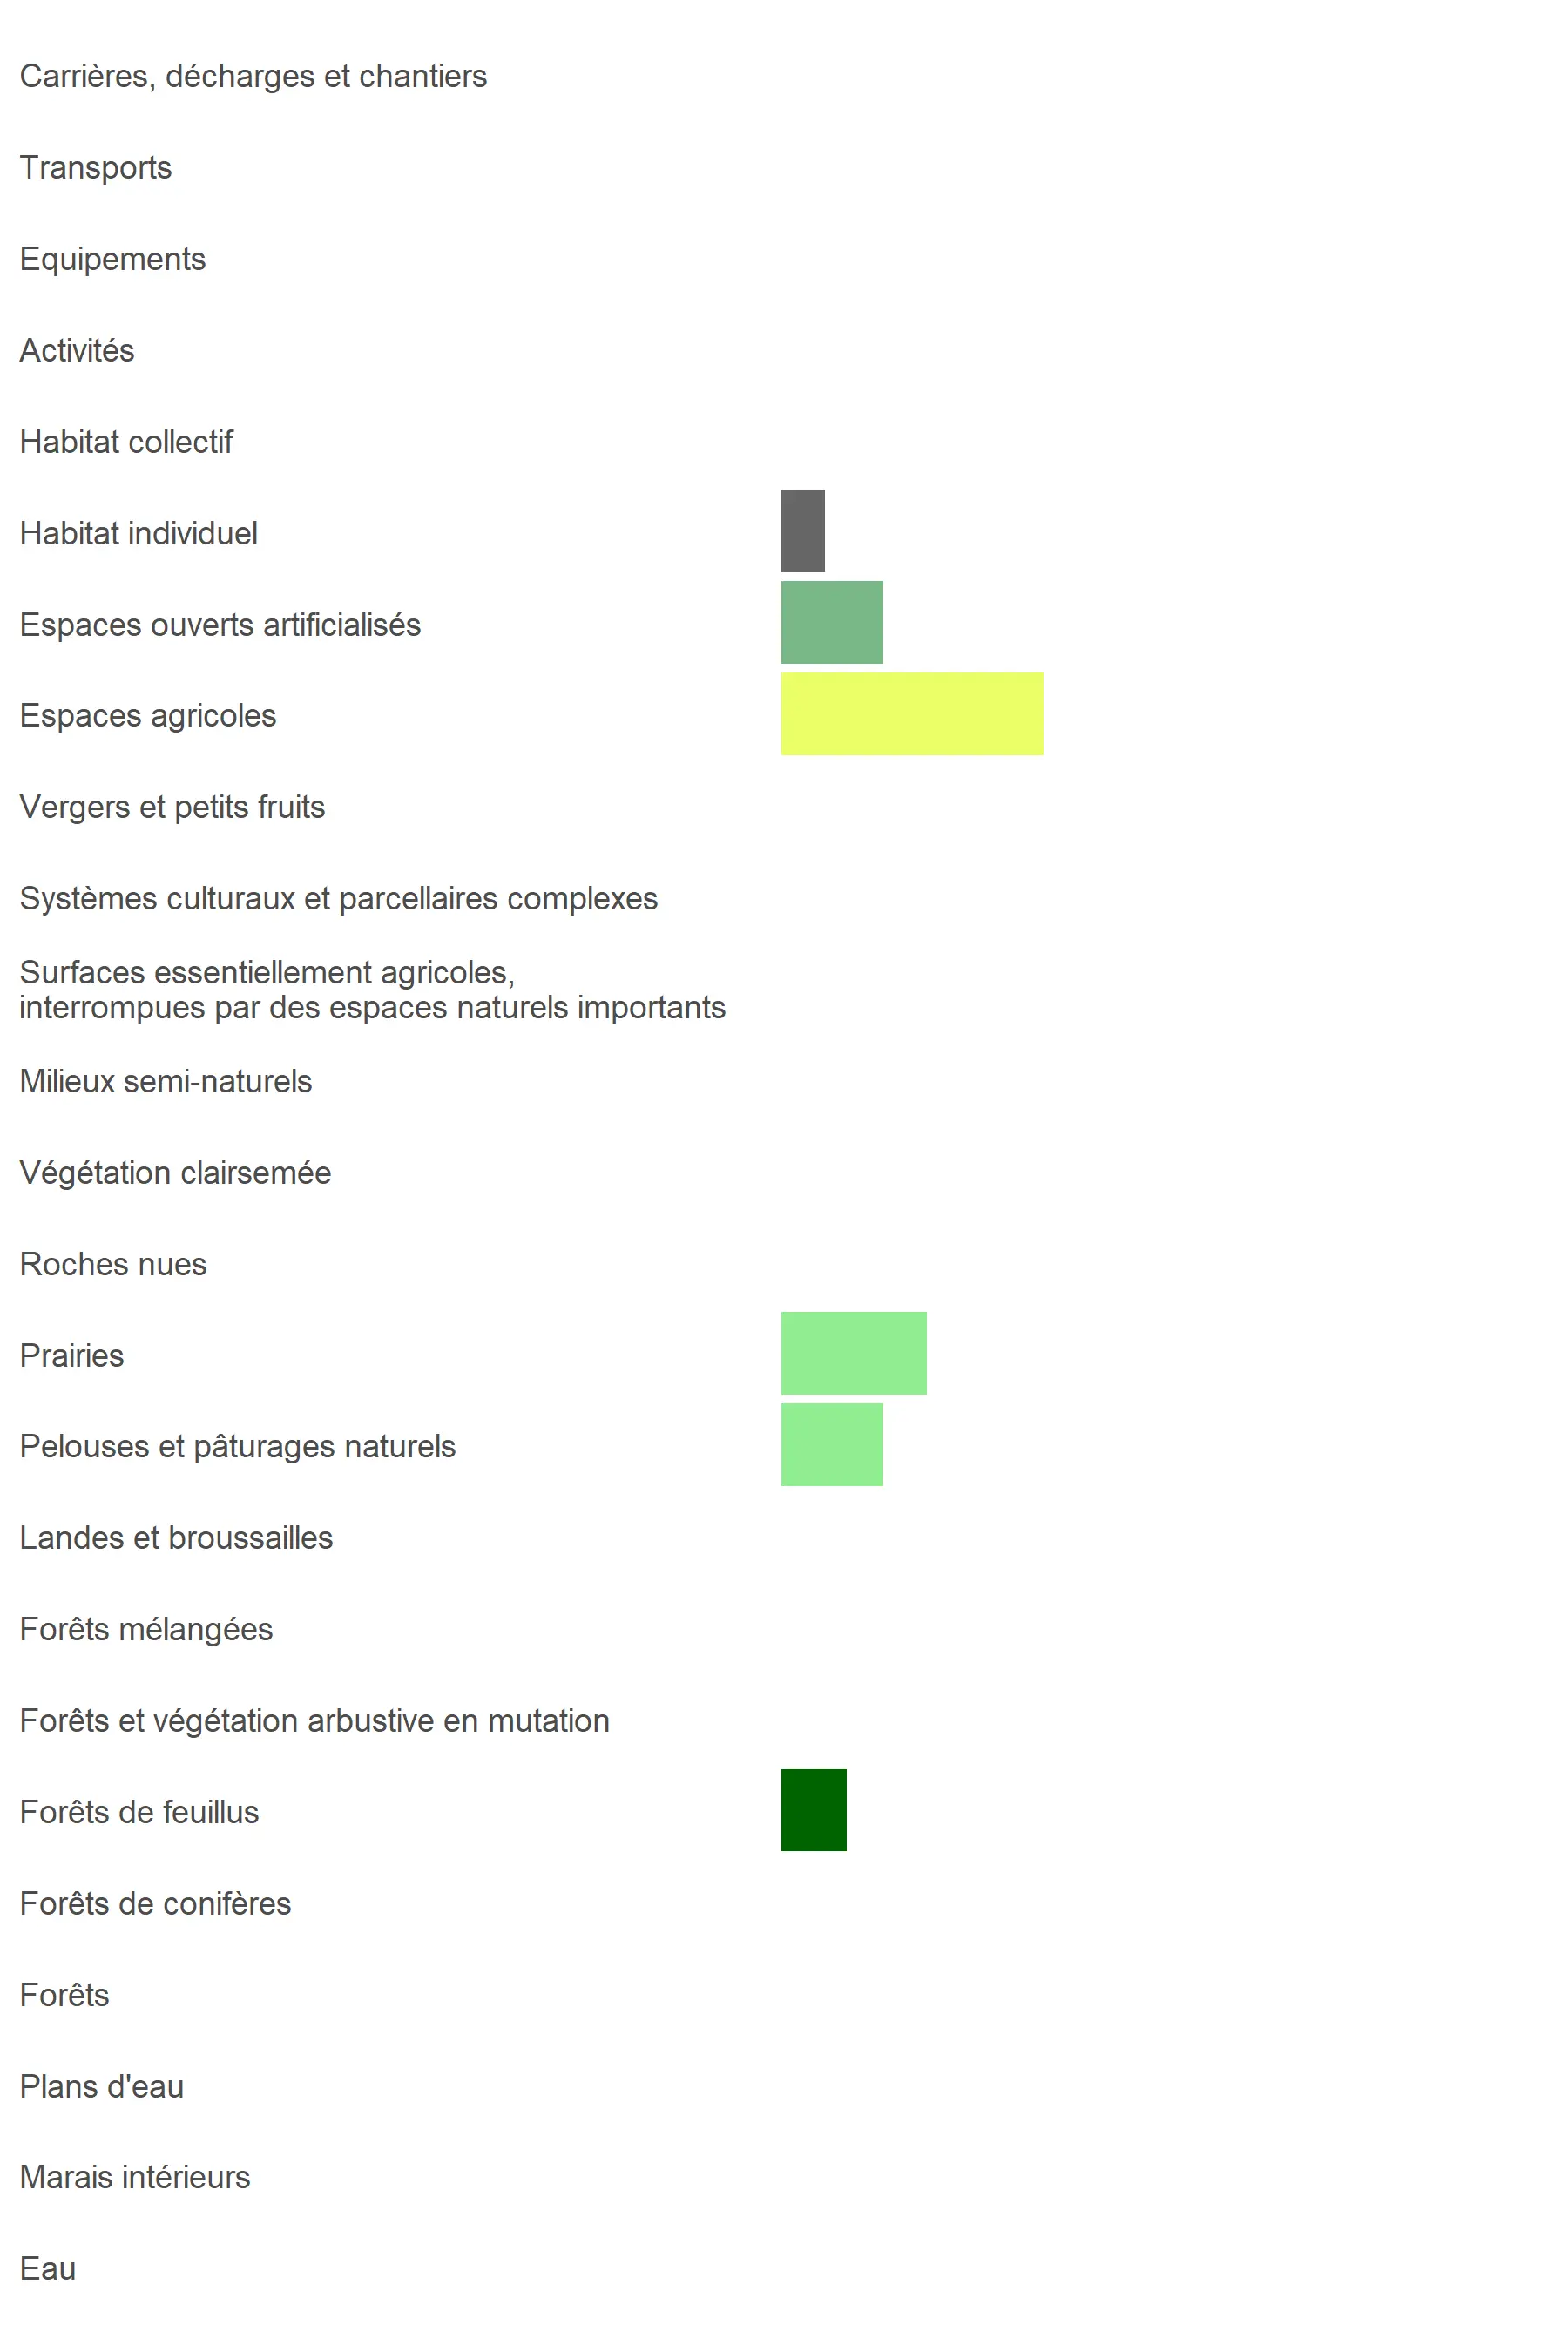 Carrières, décharges et chantiers
Transports
Equipements
Activités
Habitat collectif
Habitat individuel
Espaces ouverts artificialisés
Espaces agricoles
Vergers et petits fruits
Systèmes culturaux et parcellaires complexes
Surfaces essentiellement agricoles,
interrompues par des espaces naturels importants
Milieux semi-naturels
Végétation clairsemée
Roches nues
Prairies
Pelouses et pâturages naturels
Landes et broussailles
Forêts mélangées
Forêts et végétation arbustive en mutation
Forêts de feuillus
Forêts de conifères
Forêts
Plans d'eau
Marais intérieurs
Eau